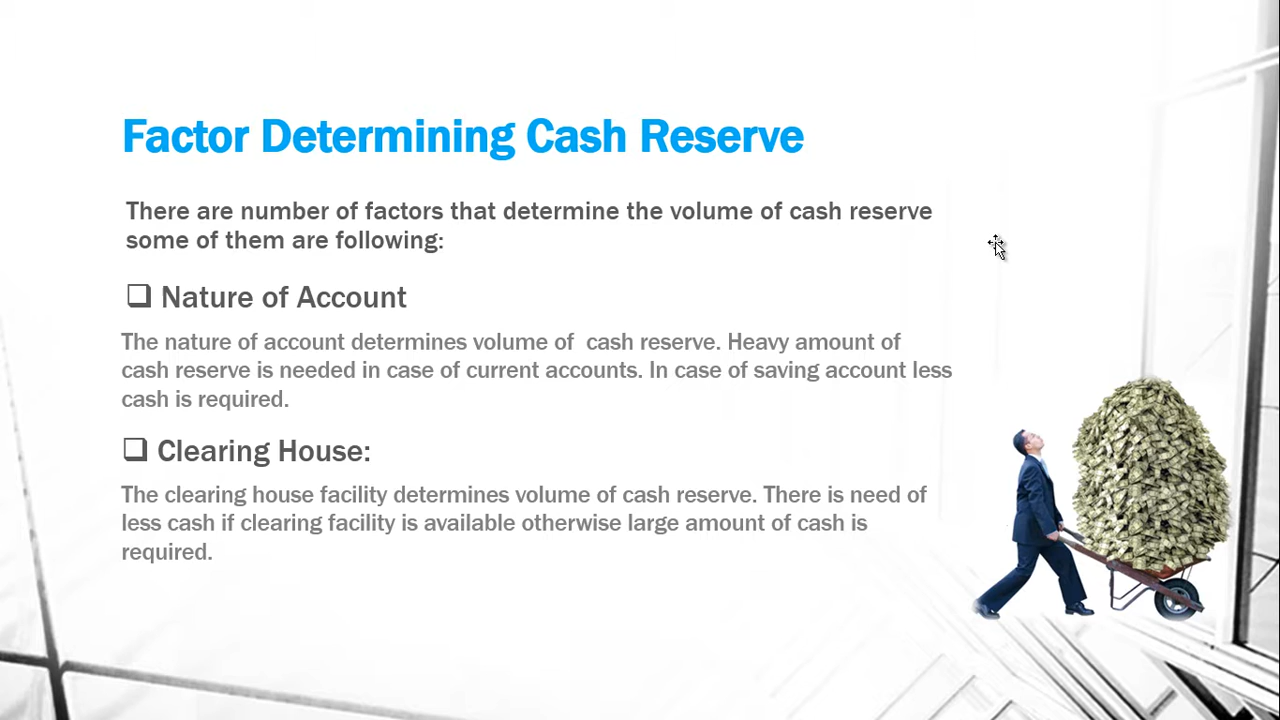 Factor Determining Cash Reserve
There are number of factors that determine the volume of cash reserve
some of them are following:
❑ Nature of Account
The nature of account determines volume of  cash reserve. Heavy amount of
cash reserve is needed in case of current accounts. In case of saving account less
cash is required.
❑ Clearing House:
The clearing house facility determines volume of cash reserve. There is need of
less cash if clearing facility is available otherwise large amount of cash is
required.